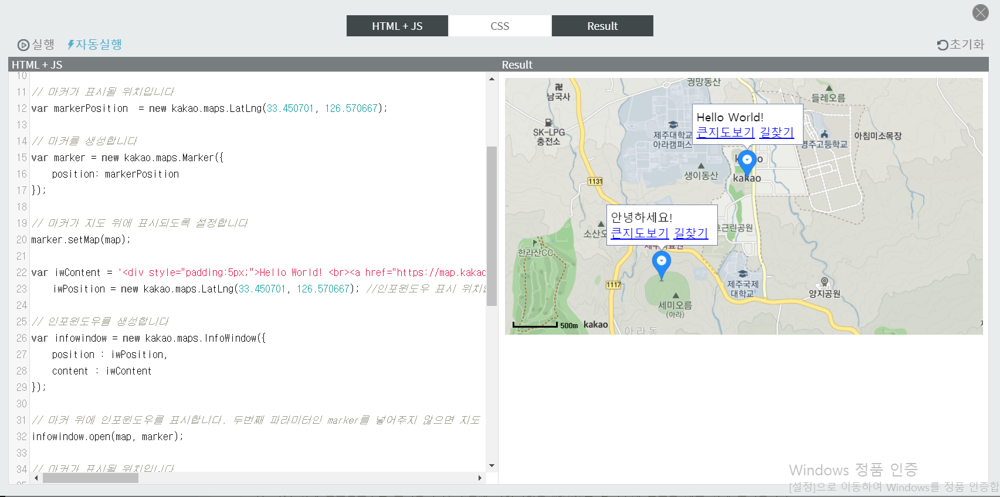 HTML + JS
CSS
Result
실행
자동실행
초기화
HTML + JS
10
11 // 마커가 표시될 위치입니다
12 var markerPosition  = new kakao.maps.LatLng(33.450701, 126.570667);
13
14 // 마커를 생성합니다
15 var marker = new kakao.maps.Marker({
16     position: markerPosition
17 });
18
19 // 마커가 지도 위에 표시되도록 설정합니다
20 marker.setMap(map);
21
22 var iwContent = '<div style="padding:5px;">Hello World! <br><a href="https://map.kakao
23     iwPosition = new kakao.maps.LatLng(33.450701, 126.570667); //인포윈도우 표시 위치입
24
25 // 인포윈도우를 생성합니다
26 var infowindow = new kakao.maps.InfoWindow({
27     position : iwPosition,
28     content : iwContent
29 });
30
31 // 마커 위에 인포윈도우를 표시합니다. 두번째 파라미터인 marker를 넣어주지 않으면 지도
32 infowindow.open(map, marker);
33
34 // 마커가 표시될 위치입니다
Result
궝망동산
남국사
들레오름
Hello World!
큰지도보기 길찾기
SK-LPG
충전소
제주대학교
아라캠퍼스
영주고등학교
아침미소목장
생이동산
kakao
1131
안녕하세요!
큰지도보기 길찾기
소산오
근린공원
한라산CC
1117
제주국제
대학교
양지공원
세미오름
(아라)
500m
kakao
아라동
Windows 정품 인증
[설정]으로 이동하여 Windows를 정품 인증합